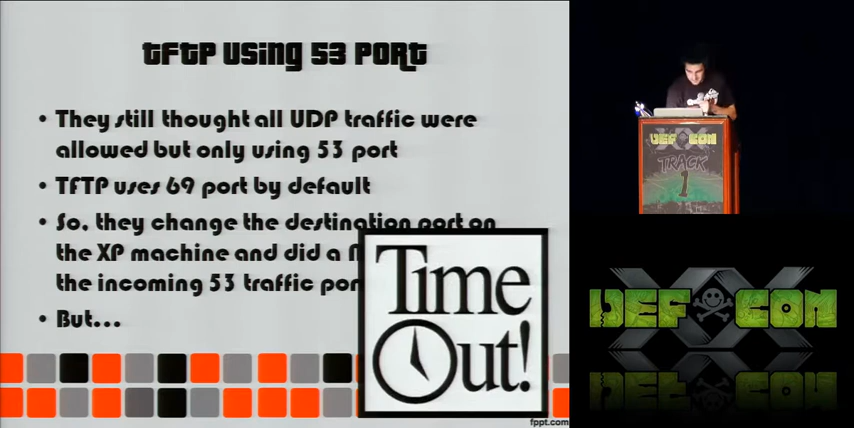 TFTP USING 53 PORT
• They still thought all UDP traffic were
allowed but only using 53 port
• TFTP uses 69 port by default
• So, they change the destination port on
the XP machine and did a
the incoming 53 traffic
• But...
Time
Out!
fppt.com
DEF CON
TRACK
1
XX
DEF CON